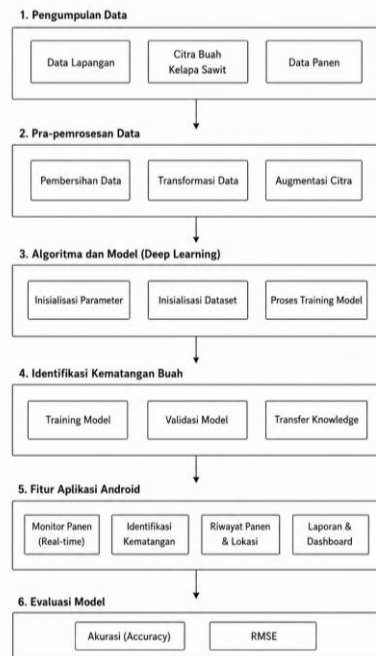 1. Pengumpulan Data
Data Lapangan
Citra Buah
Kelapa Sawit
Data Panen
2. Pra-pemrosesan Data
Pembersihan Data
Transformasi Data
Augmentasi Citra
3. Algoritma dan Model (Deep Learning)
Inisialisasi Parameter
Inisialisasi Dataset
Proses Training Model
4. Identifikasi Kematangan Buah
Training Model
Validasi Model
Transfer Knowledge
5. Fitur Aplikasi Android
Monitor Panen
(Real-time)
Identifikasi
Kematangan
Riwayat Panen
& Lokasi
Laporan &
Dashboard
6. Evaluasi Model
Akurasi (Accuracy)
RMSE